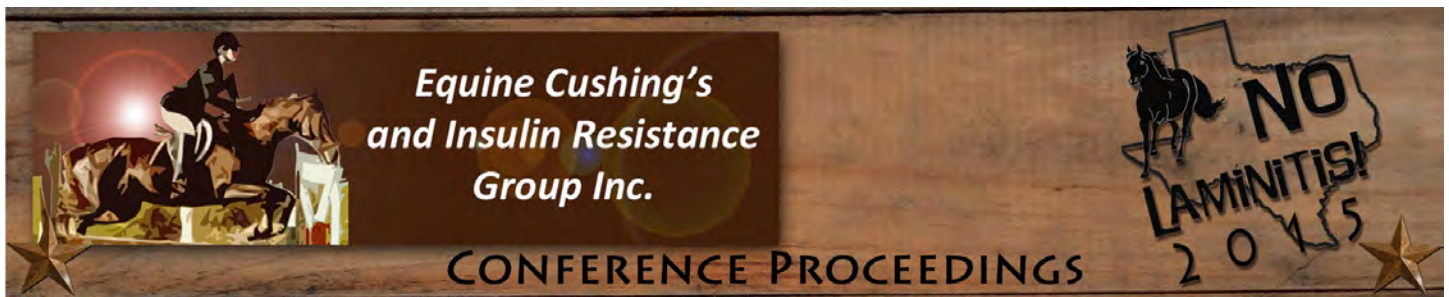 Equine Cushing's
and Insulin Resistance
Group Inc.
NO
LAMiNiTiS!
2015
CONFERENCE PROCEEDINGS